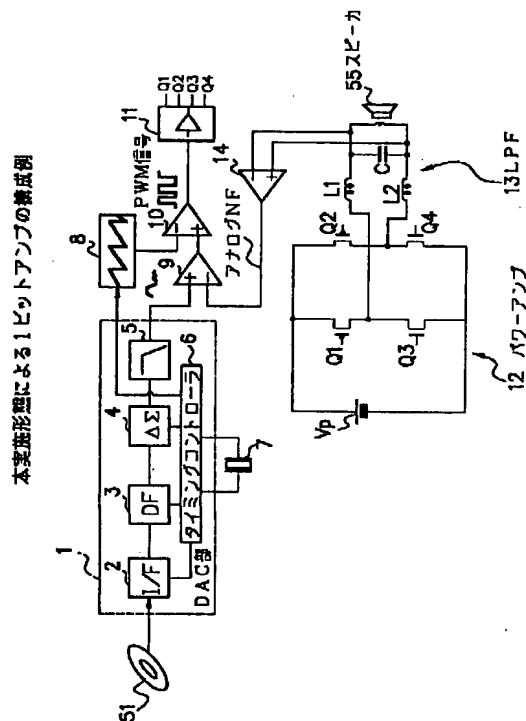 本実施形態による1ビットアンプの構成例
1
2
3
4
5
I/F
DF
ΔΣ
タイミングコントローラ
6
DAC部
7
51
8
9
10
PWM信号
11
Q1
Q2
Q3
Q4
アナログNF
14
Vp
Q1
Q2
Q3
Q4
12 パワーアンプ
L1
L2
C
13LPF
55スピーカ